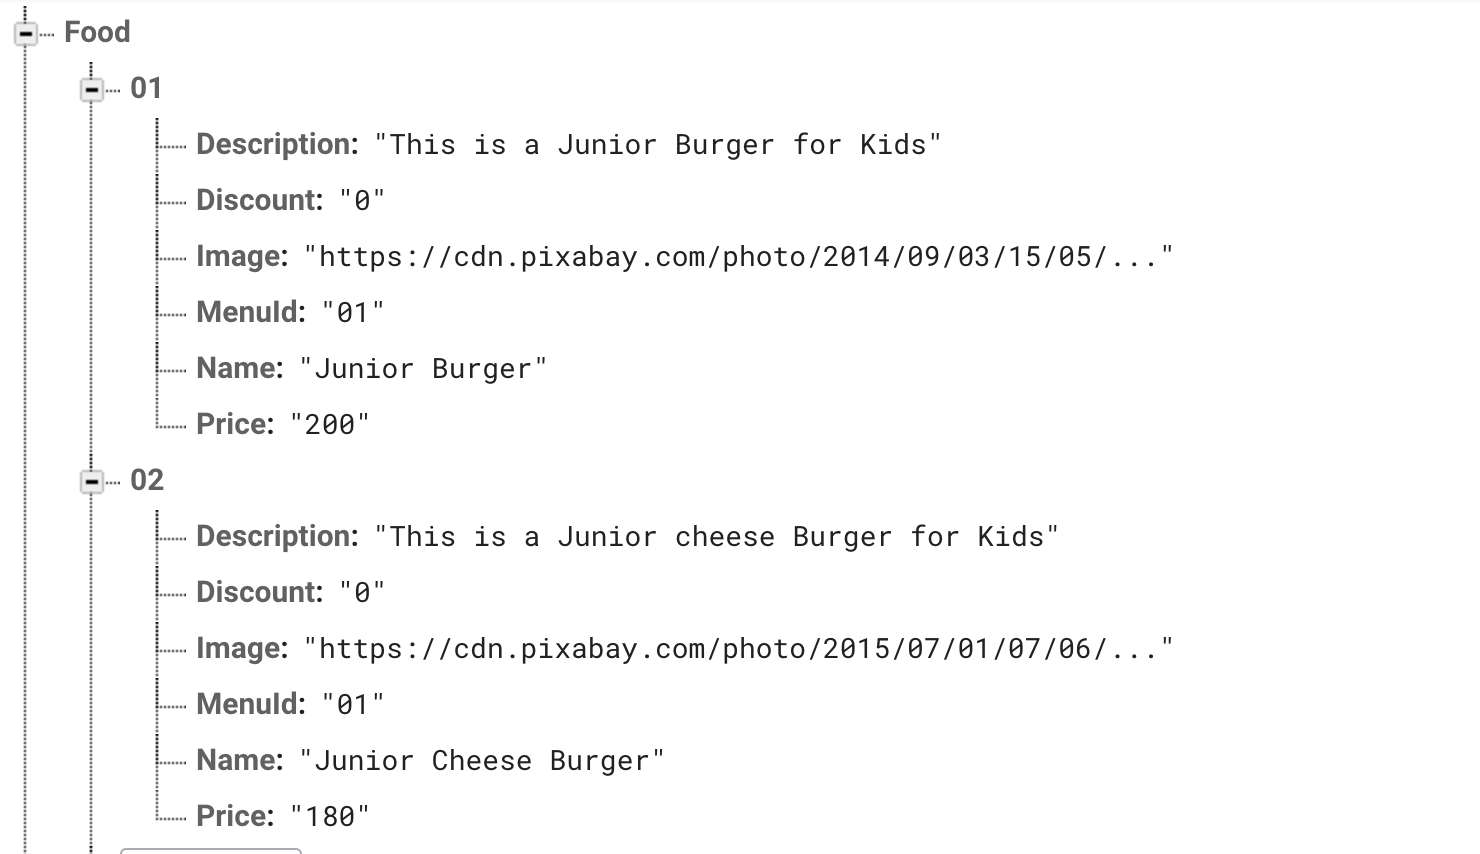 Food
01
Description: "This is a Junior Burger for Kids"
Discount: "0"
Image: "https://cdn.pixabay.com/photo/2014/09/03/15/05/..."
MenuId: "01"
Name: "Junior Burger"
Price: "200"
02
Description: "This is a Junior cheese Burger for Kids"
Discount: "0"
Image: "https://cdn.pixabay.com/photo/2015/07/01/07/06/..."
MenuId: "01"
Name: "Junior Cheese Burger"
Price: "180"